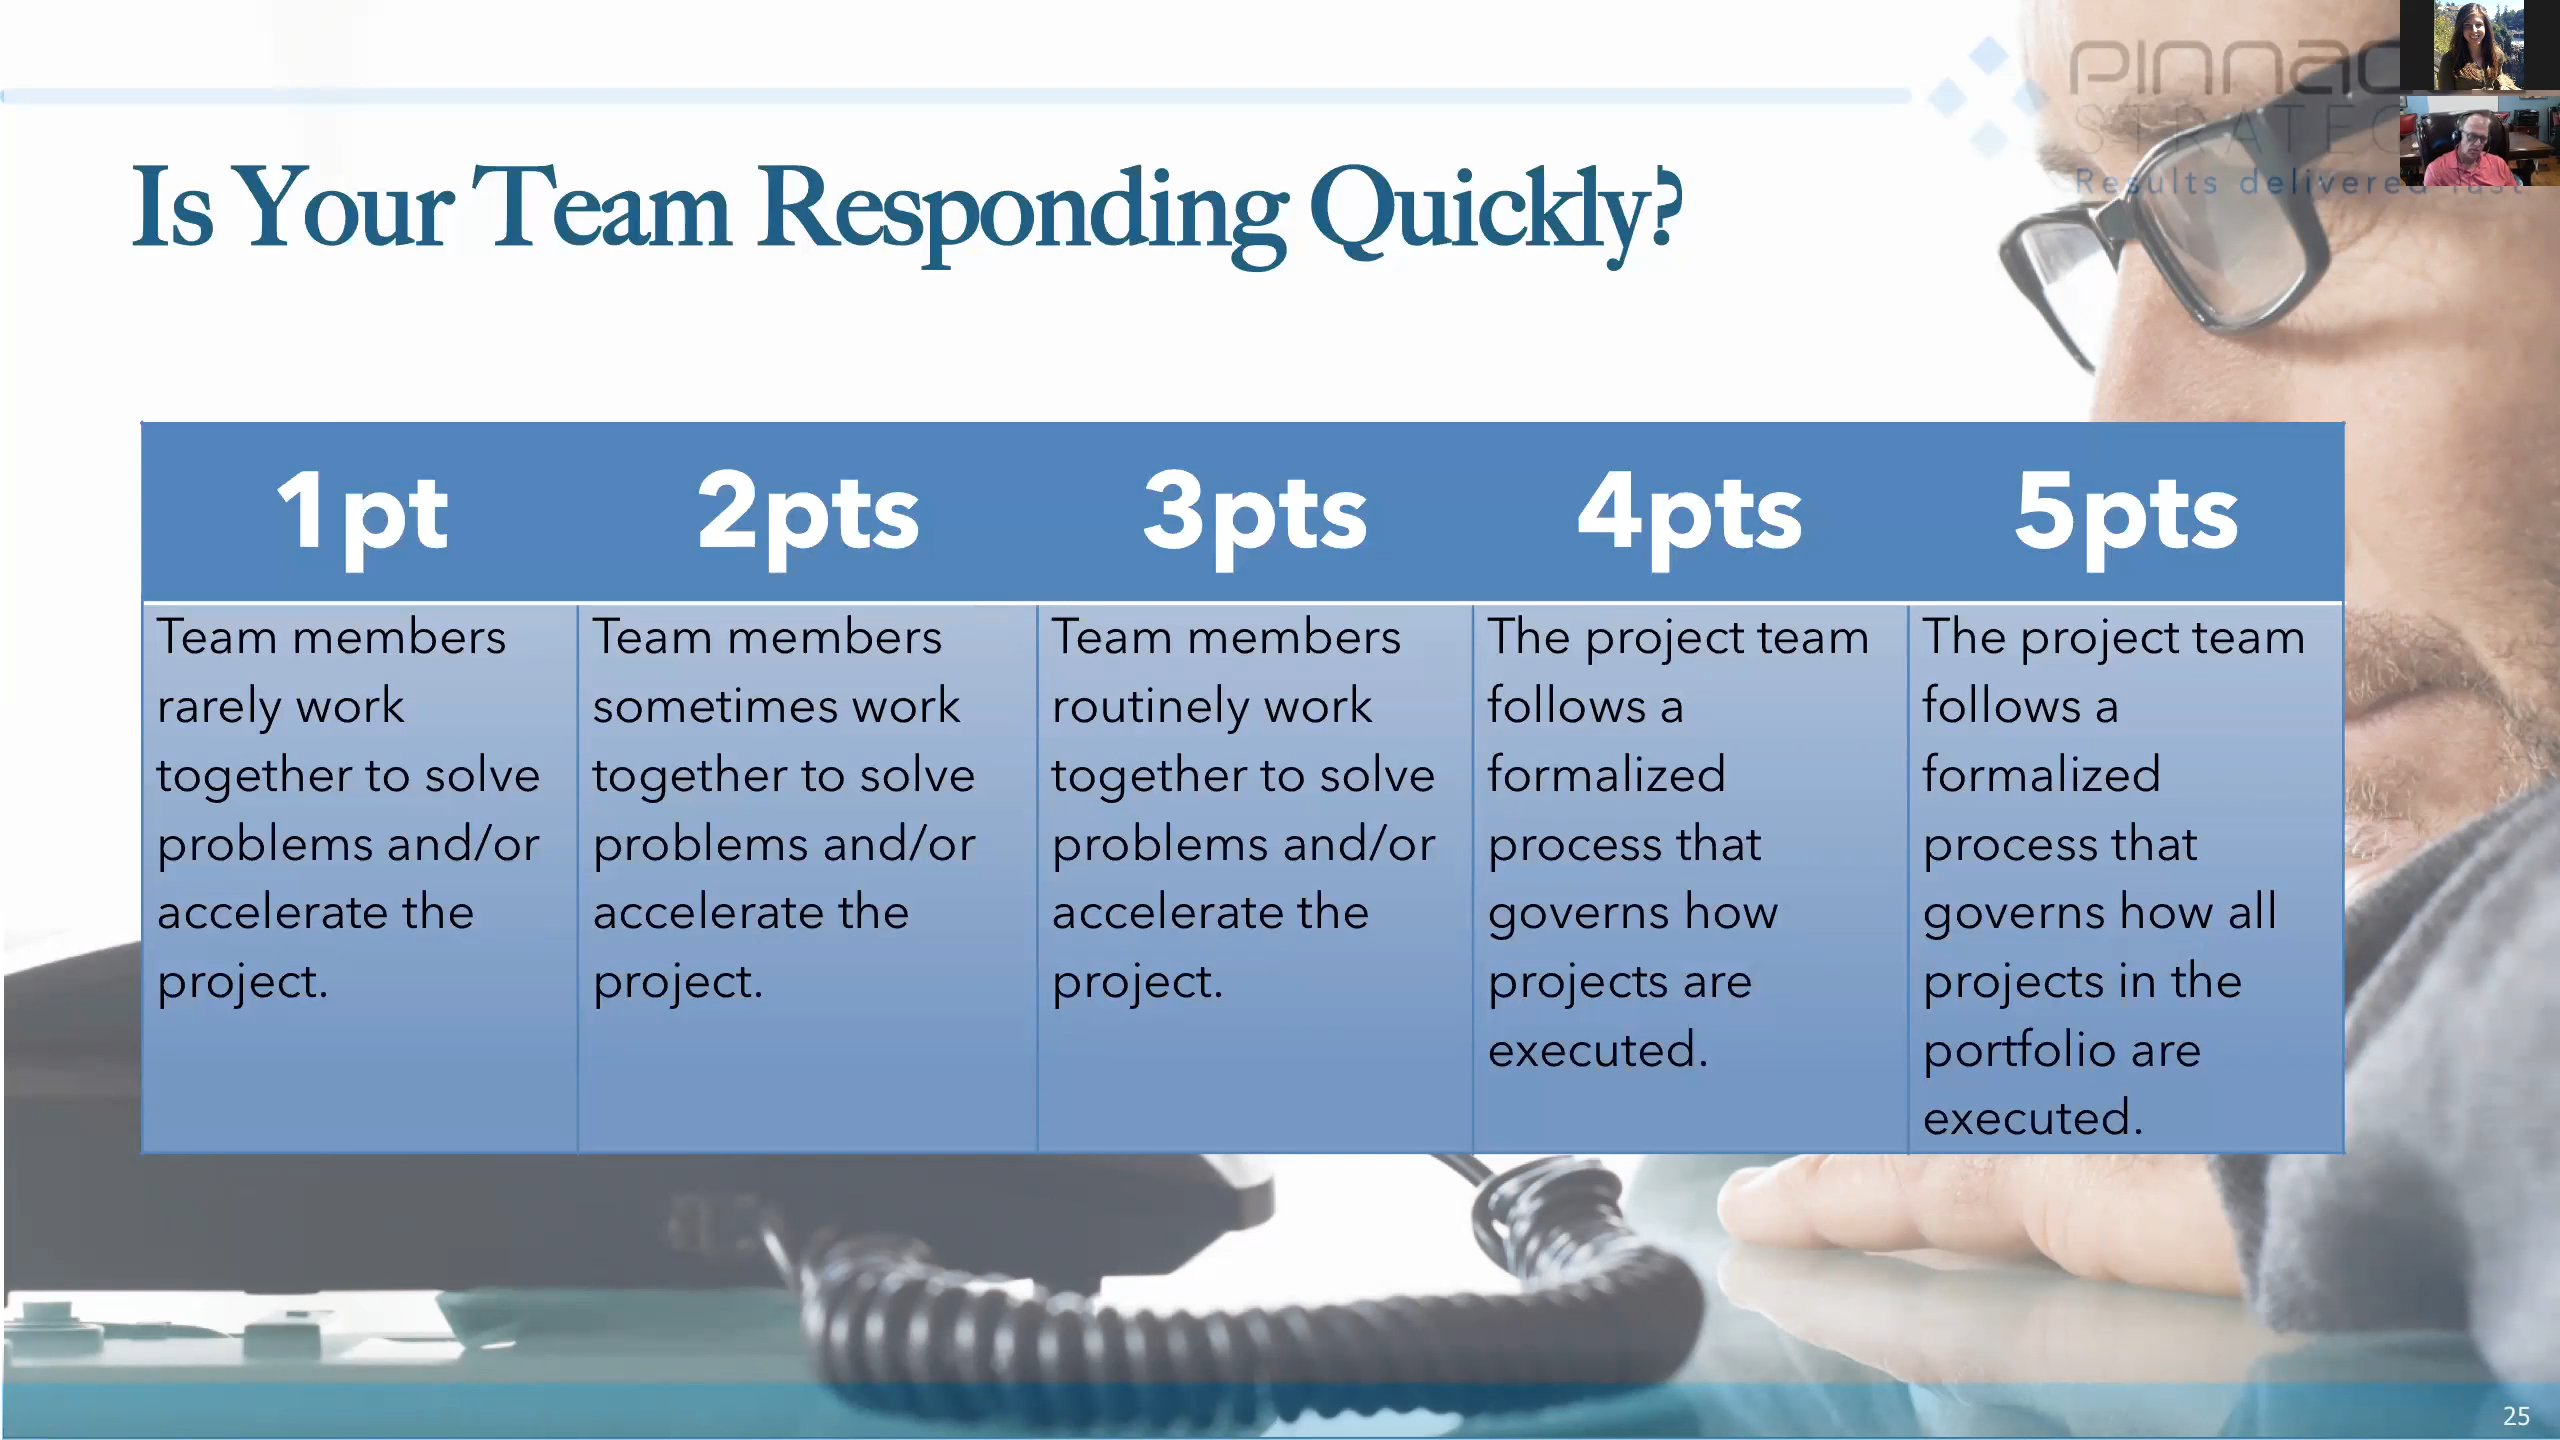 Is Your Team Responding Quickly?
STRATE
Results delivered
1pt
2pts
3pts
4pts
5pts
Team members
rarely work
together to solve
problems and/or
accelerate the
project.
Team members
sometimes work
together to solve
problems and/or
accelerate the
project.
Team members
routinely work
together to solve
problems and/or
accelerate the
project.
The project team
follows a
formalized
process that
governs how
projects are
executed.
The project team
follows a
formalized
process that
governs how all
projects in the
portfolio are
executed.
25